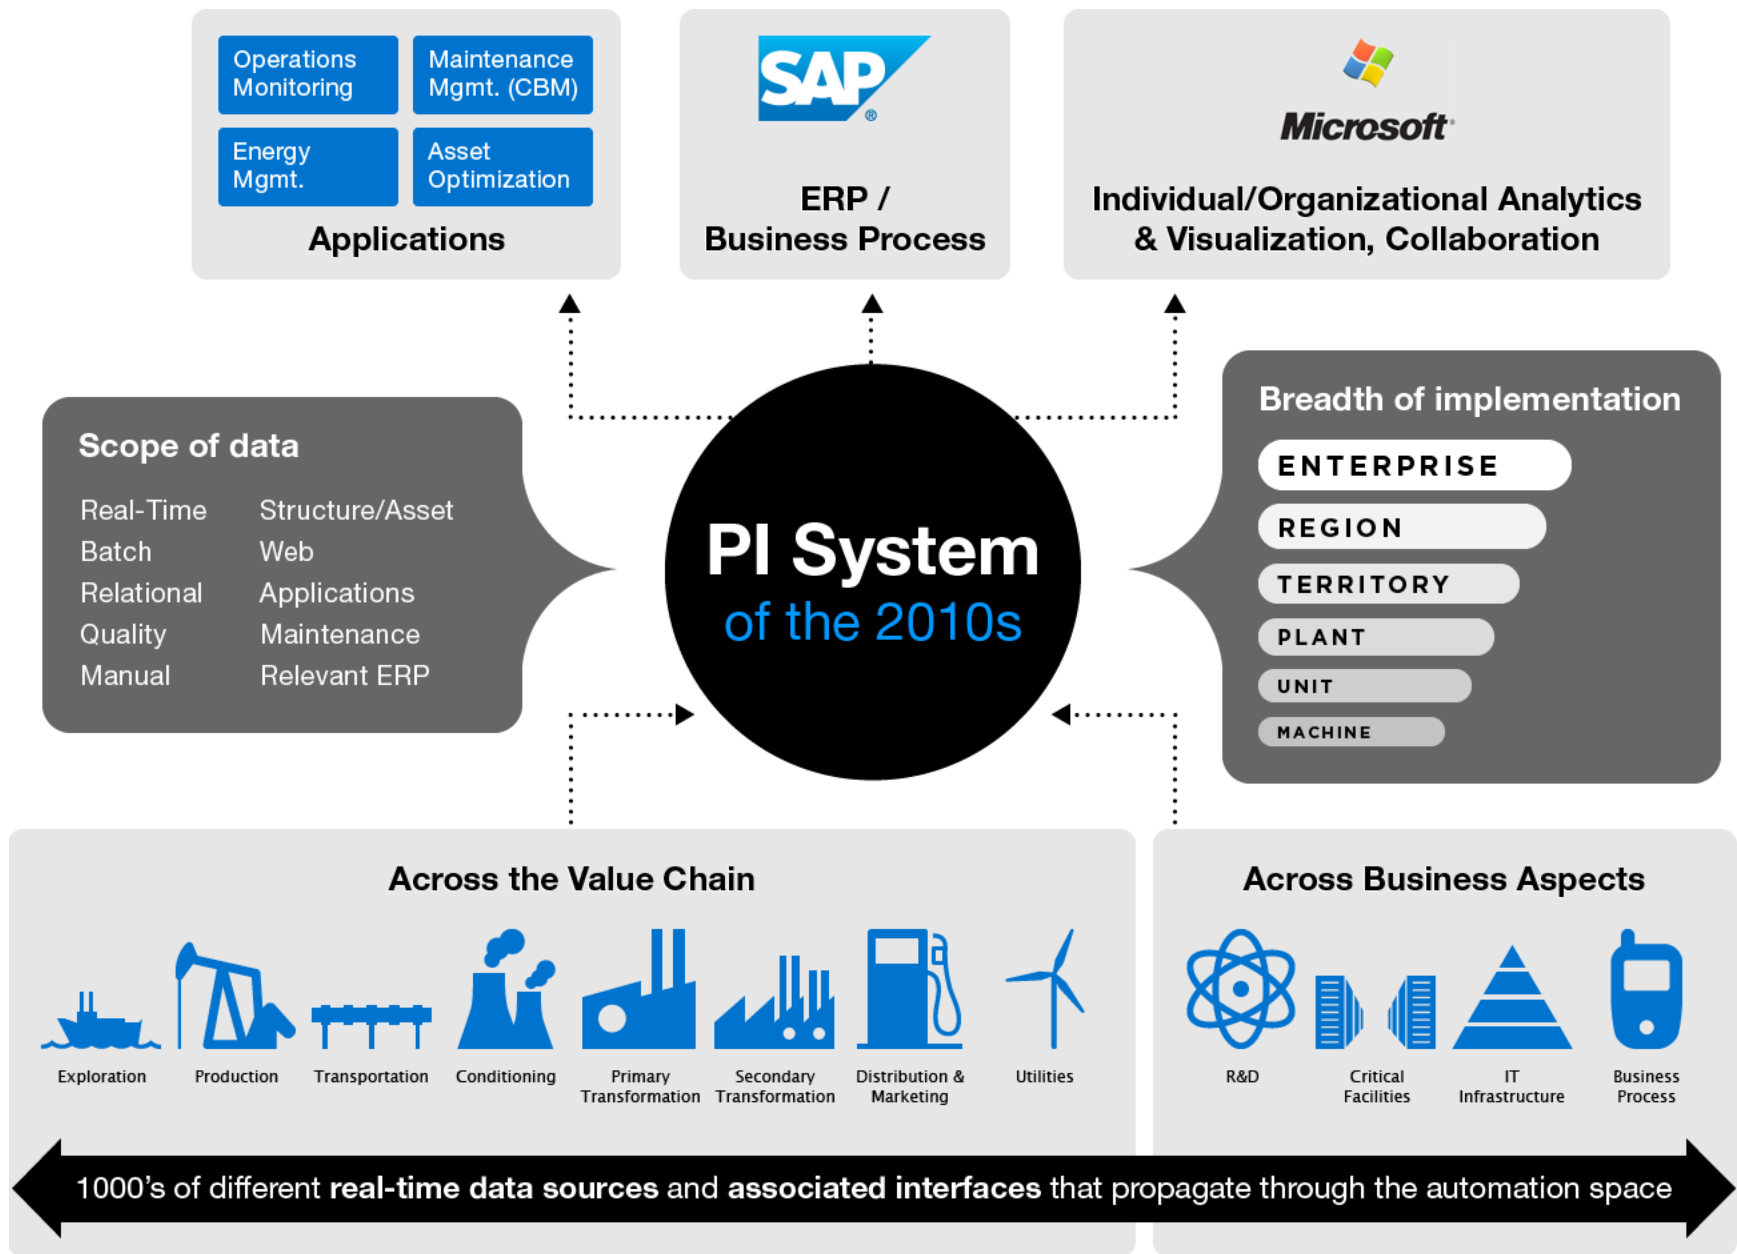 Operations
Monitoring
Maintenance
Mgmt. (CBM)
Energy
Mgmt.
Asset
Optimization
Applications
SAP®
ERP /
Business Process
Microsoft
Individual/Organizational Analytics
& Visualization, Collaboration
Scope of data
Real-Time
Batch
Relational
Quality
Manual
Structure/Asset
Web
Applications
Maintenance
Relevant ERP
PI System
of the 2010s
Breadth of implementation
ENTERPRISE
REGION
TERRITORY
PLANT
UNIT
MACHINE
Across the Value Chain
Exploration
Production
Transportation
Conditioning
Primary
Transformation
Secondary
Transformation
Distribution &
Marketing
Utilities
Across Business Aspects
R&D
Critical
Facilities
IT
Infrastructure
Business
Process
1000’s of different real-time data sources and associated interfaces that propagate through the automation space